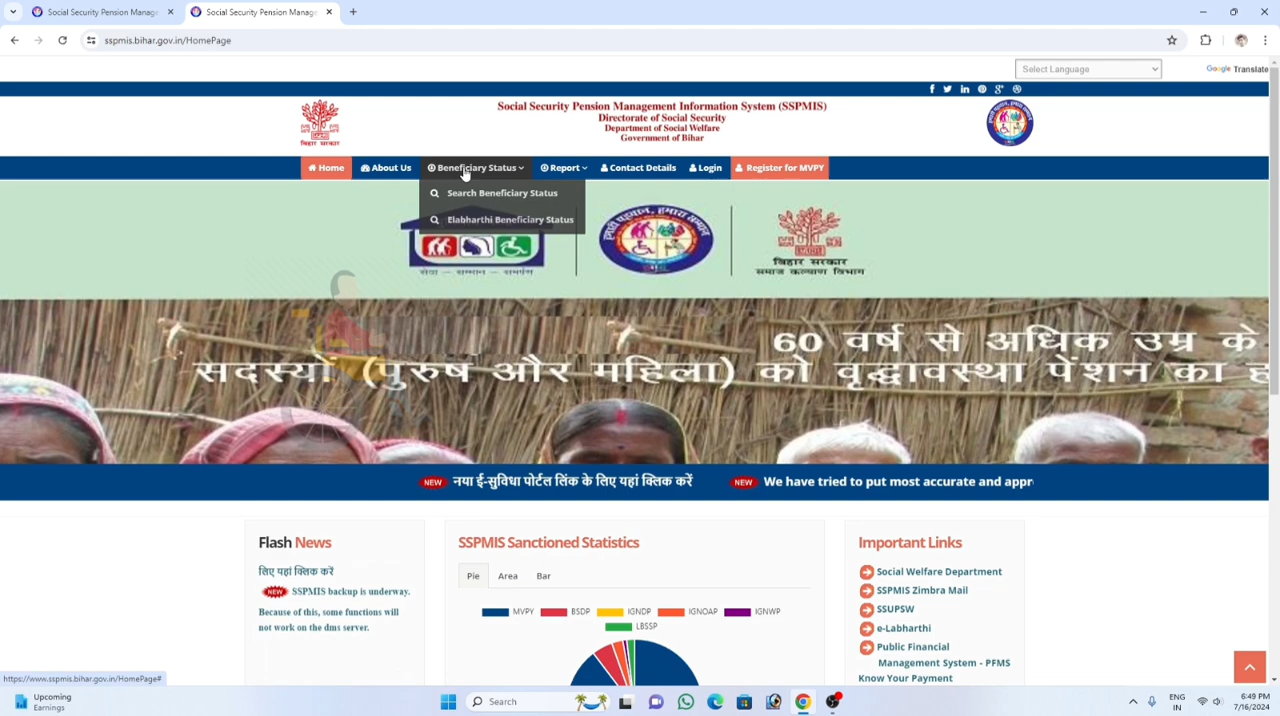 Social Security Pension Manage
Social Security Pension Manage
sspmis.bihar.gov.in/HomePage
Select Language
Google Translate
Social Security Pension Management Information System (SSPMIS)
Directorate of Social Security
Department of Social Welfare
Government of Bihar
बिहार सरकार
Home About Us Beneficiary Status Report Contact Details Login Register for MVPY
Search Beneficiary Status
Elabharthi Beneficiary Status
सेवा - सम्मान - समर्पण
बिहार सरकार
समाज कल्याण विभाग
60 वर्ष से अधिक उम्र के
सदस्यों (पुरुष और महिला) को वृद्धावस्था पेंशन का ह
NEW नया ई-सुविधा पोर्टल लिंक के लिए यहां क्लिक करें NEW We have tried to put most accurate and appr
Flash News
लिए यहां क्लिक करें
NEW SSPMIS backup is underway.
Because of this, some functions will
not work on the dms server.
SSPMIS Sanctioned Statistics
Pie Area Bar
MVPY BSDP IGNDP IGNOAP IGNWP
LBSSP
Important Links
Social Welfare Department
SSPMIS Zimbra Mail
SSUPSW
e-Labharthi
Public Financial
Management System - PFMS
Know Your Payment
https://www.sspmis.bihar.gov.in/HomePage#
Upcoming
Earnings
Search
ENG
IN
6:49 PM
7/16/2024